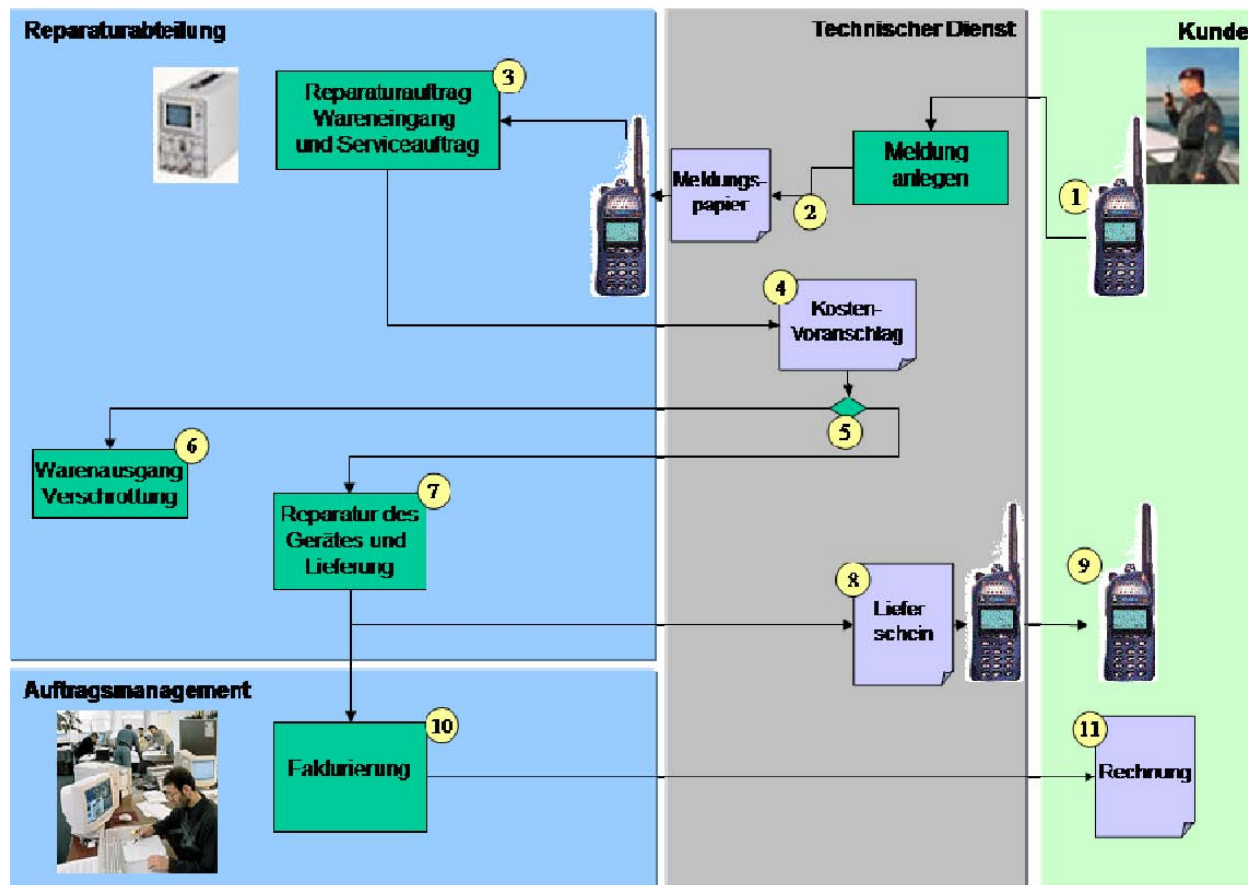 Reparaturabteilung
Technischer Dienst
Kunde
3
Reparaturauftrag
Wareneingang
und Serviceauftrag
Meldung
anlegen
1
Meldungs-
papier
2
4
Kosten-
Voranschlag
5
6
Warenausgang
Verschrottung
7
Reparatur des
Gerätes und
Lieferung
8
Liefer
schein
9
Auftragsmanagement
10
Fakturierung
11
Rechnung